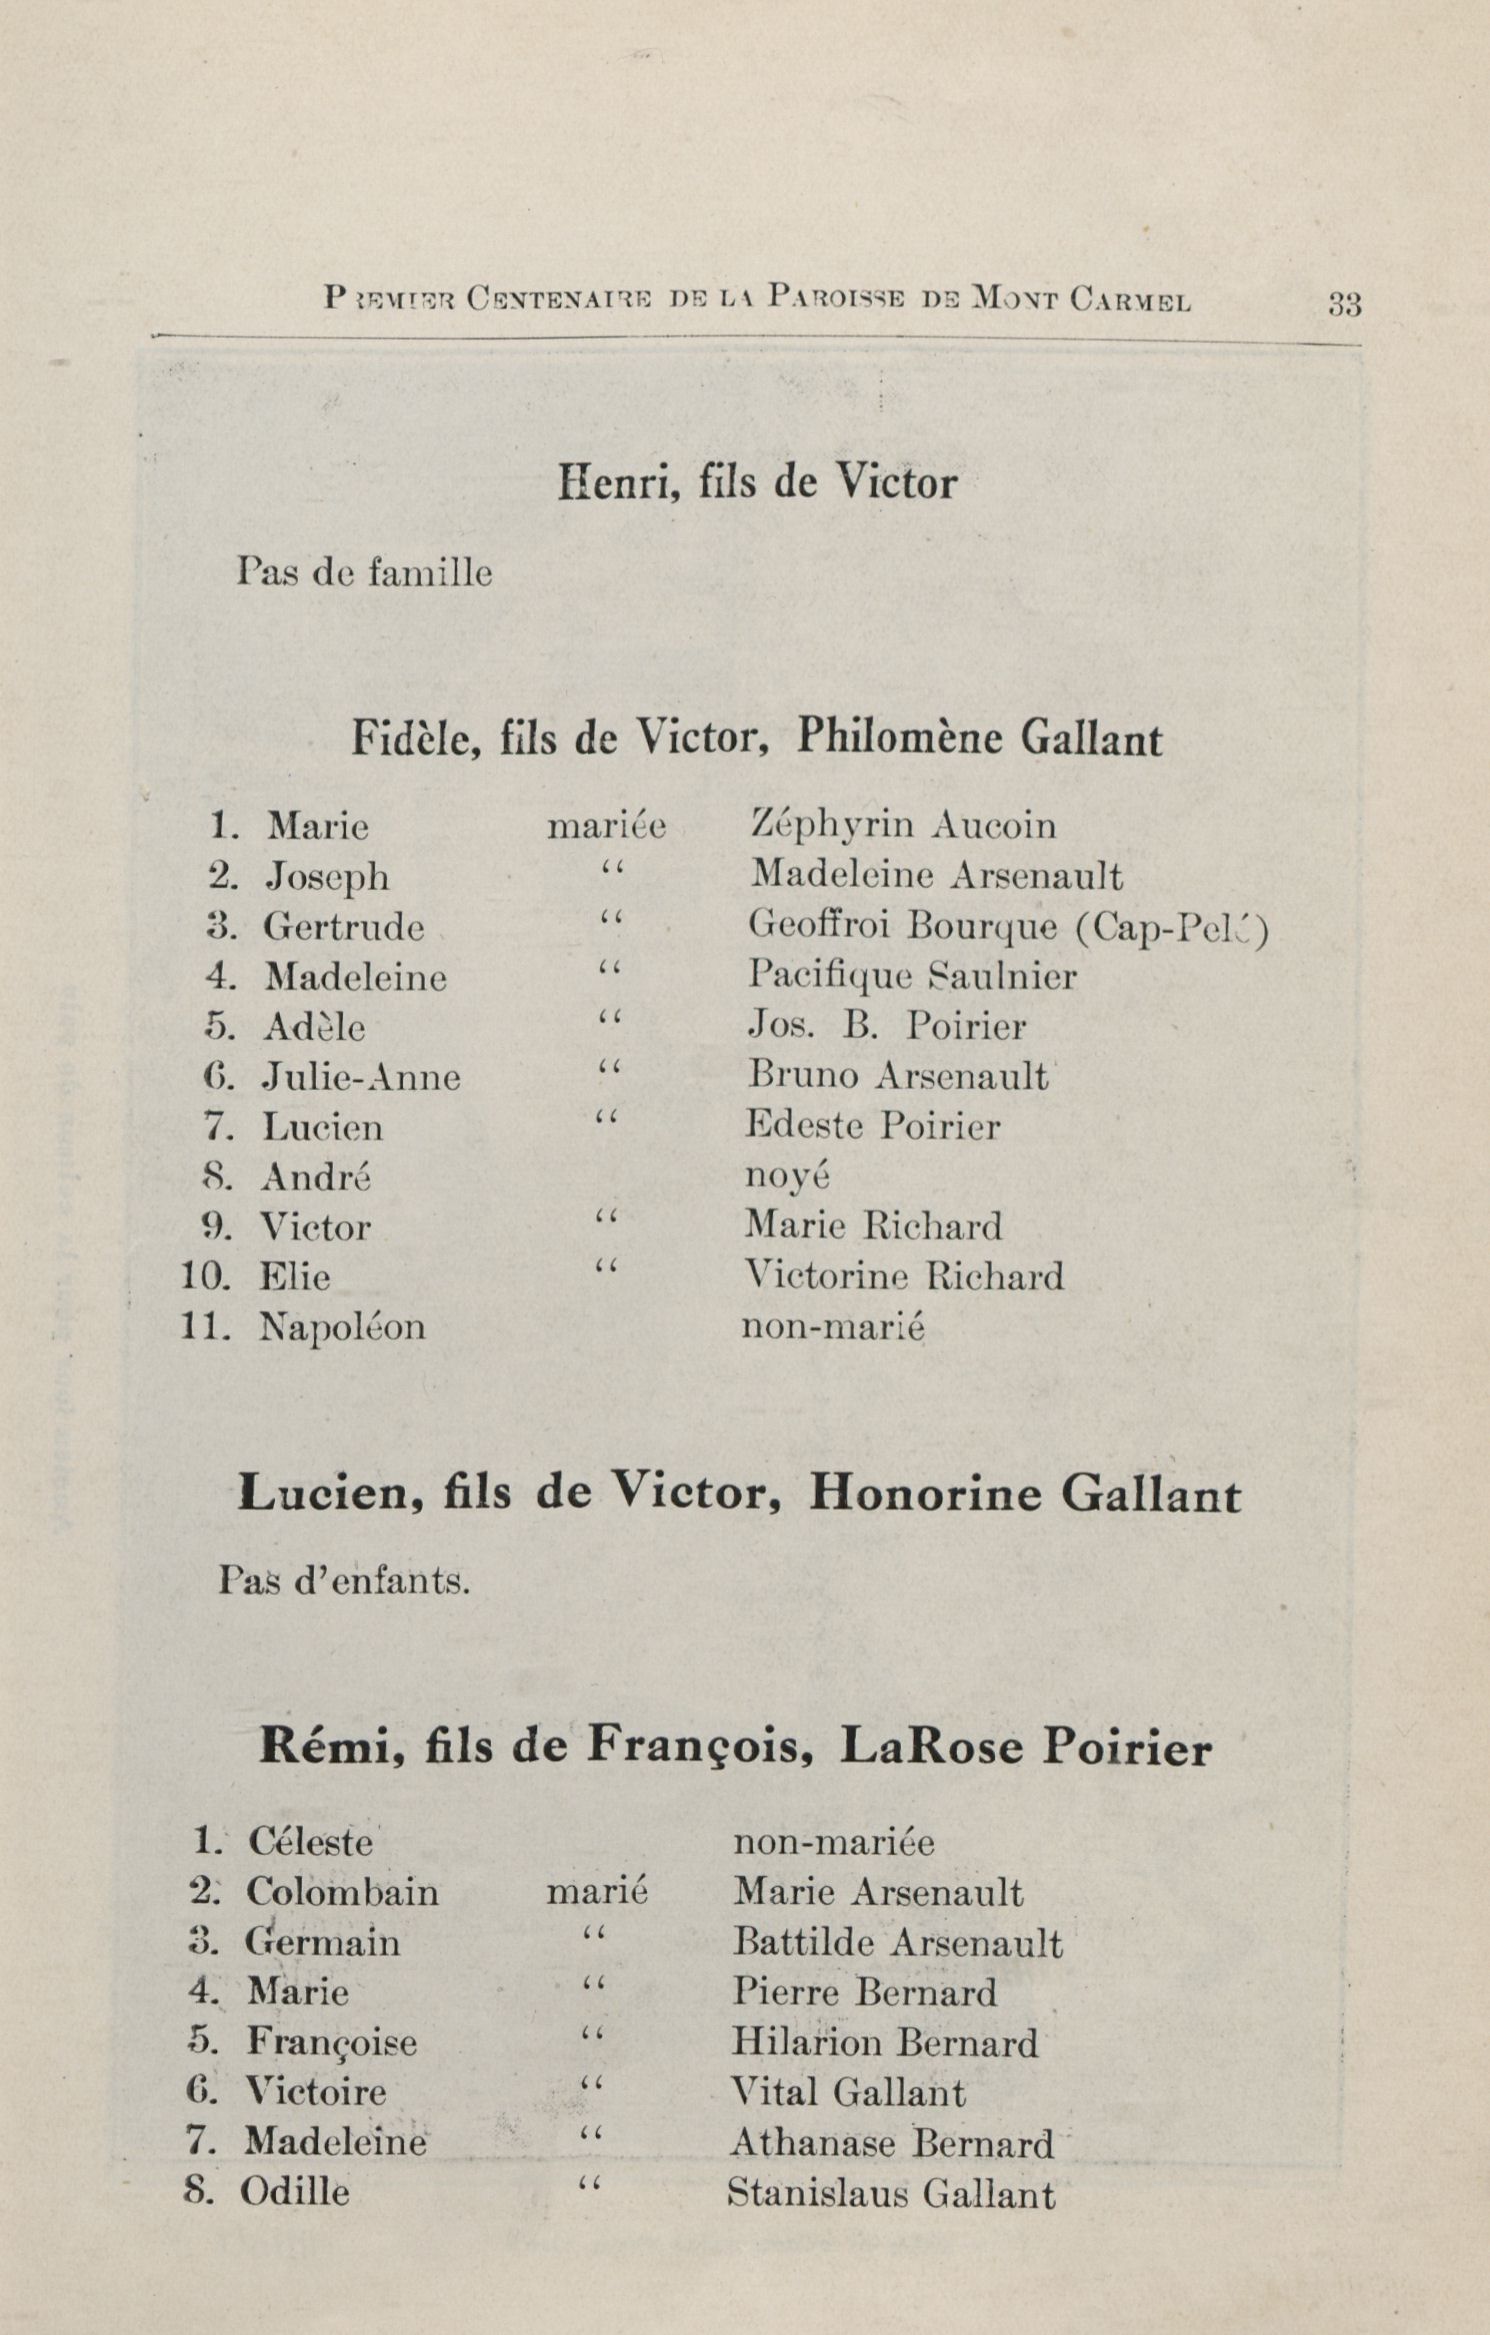 PREMIER CENTENAIRE DE LA PAROISSE DE MONT CARMEL 33
Henri, fils de Victor
Pas de famille
Fidèle, fils de Victor, Philomène Gallant
1. Marie mariée Zéphyrin Aucoin
2. Joseph “ Madeleine Arsenault
3. Gertrude “ Geoffroi Bourque (Cap-Pelé)
4. Madeleine “ Pacifique Saulnier
5. Adèle “ Jos. B. Poirier
6. Julie-Anne “ Bruno Arsenault
7. Lucien “ Edeste Poirier
8. André noyé
9. Victor “ Marie Richard
10. Elie “ Victorine Richard
11. Napoléon non-marié
Lucien, fils de Victor, Honorine Gallant
Pas d’enfants.
Rémi, fils de François, LaRose Poirier
1. Céleste non-mariée
2. Colombain marié Marie Arsenault
3. Germain “ Battilde Arsenault
4. Marie “ Pierre Bernard
5. Françoise “ Hilarion Bernard
6. Victoire “ Vital Gallant
7. Madeleine “ Athanase Bernard
8. Odille “ Stanislaus Gallant